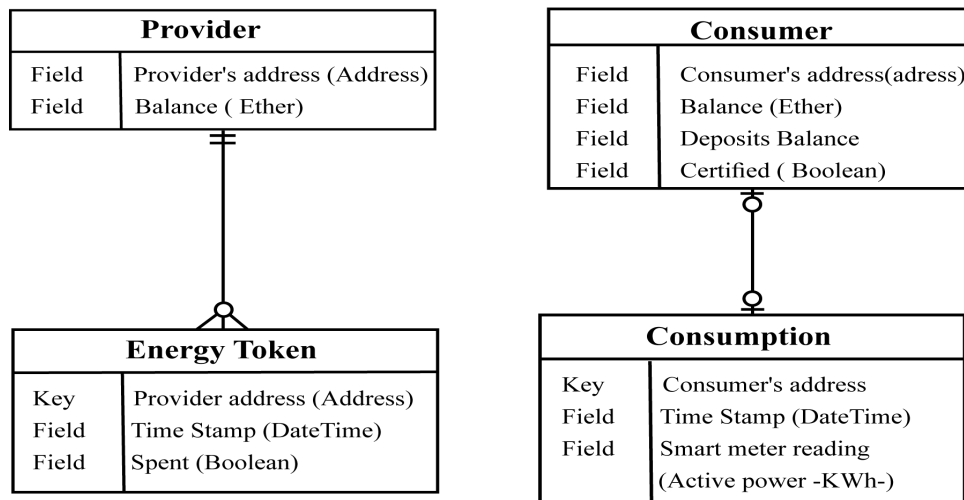 Provider
Field Provider's address (Address)
Field Balance ( Ether)
Energy Token
Key Provider address (Address)
Field Time Stamp (DateTime)
Field Spent (Boolean)
Consumer
Field Consumer's address(adress)
Field Balance (Ether)
Field Deposits Balance
Field Certified ( Boolean)
Consumption
Key Consumer's address
Field Time Stamp (DateTime)
Field Smart meter reading
(Active power -KWh-)